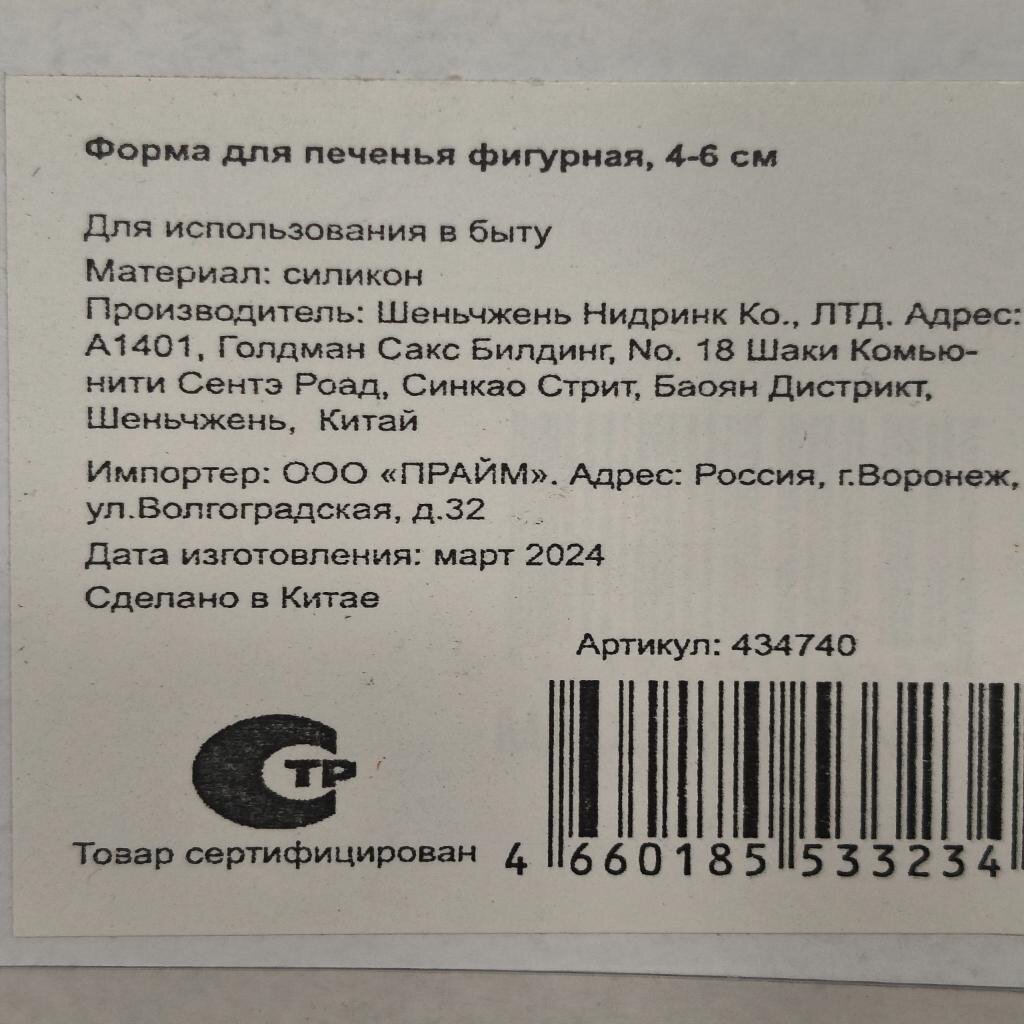 Форма для печенья фигурная, 4-6 см
Для использования в быту
Материал: силикон
Производитель: Шеньчжень Нидринк Ко., ЛТД. Адрес:
А1401, Голдман Сакс Билдинг, No. 18 Шаки Комью-
нити Сентэ Роад, Синкао Стрит, Баоян Дистрикт,
Шеньчжень, Китай
Импортер: ООО «ПРАЙМ». Адрес: Россия, г.Воронеж,
ул.Волгоградская, д.32
Дата изготовления: март 2024
Сделано в Китае
Артикул: 434740
СТР
Товар сертифицирован
4 660185 533234